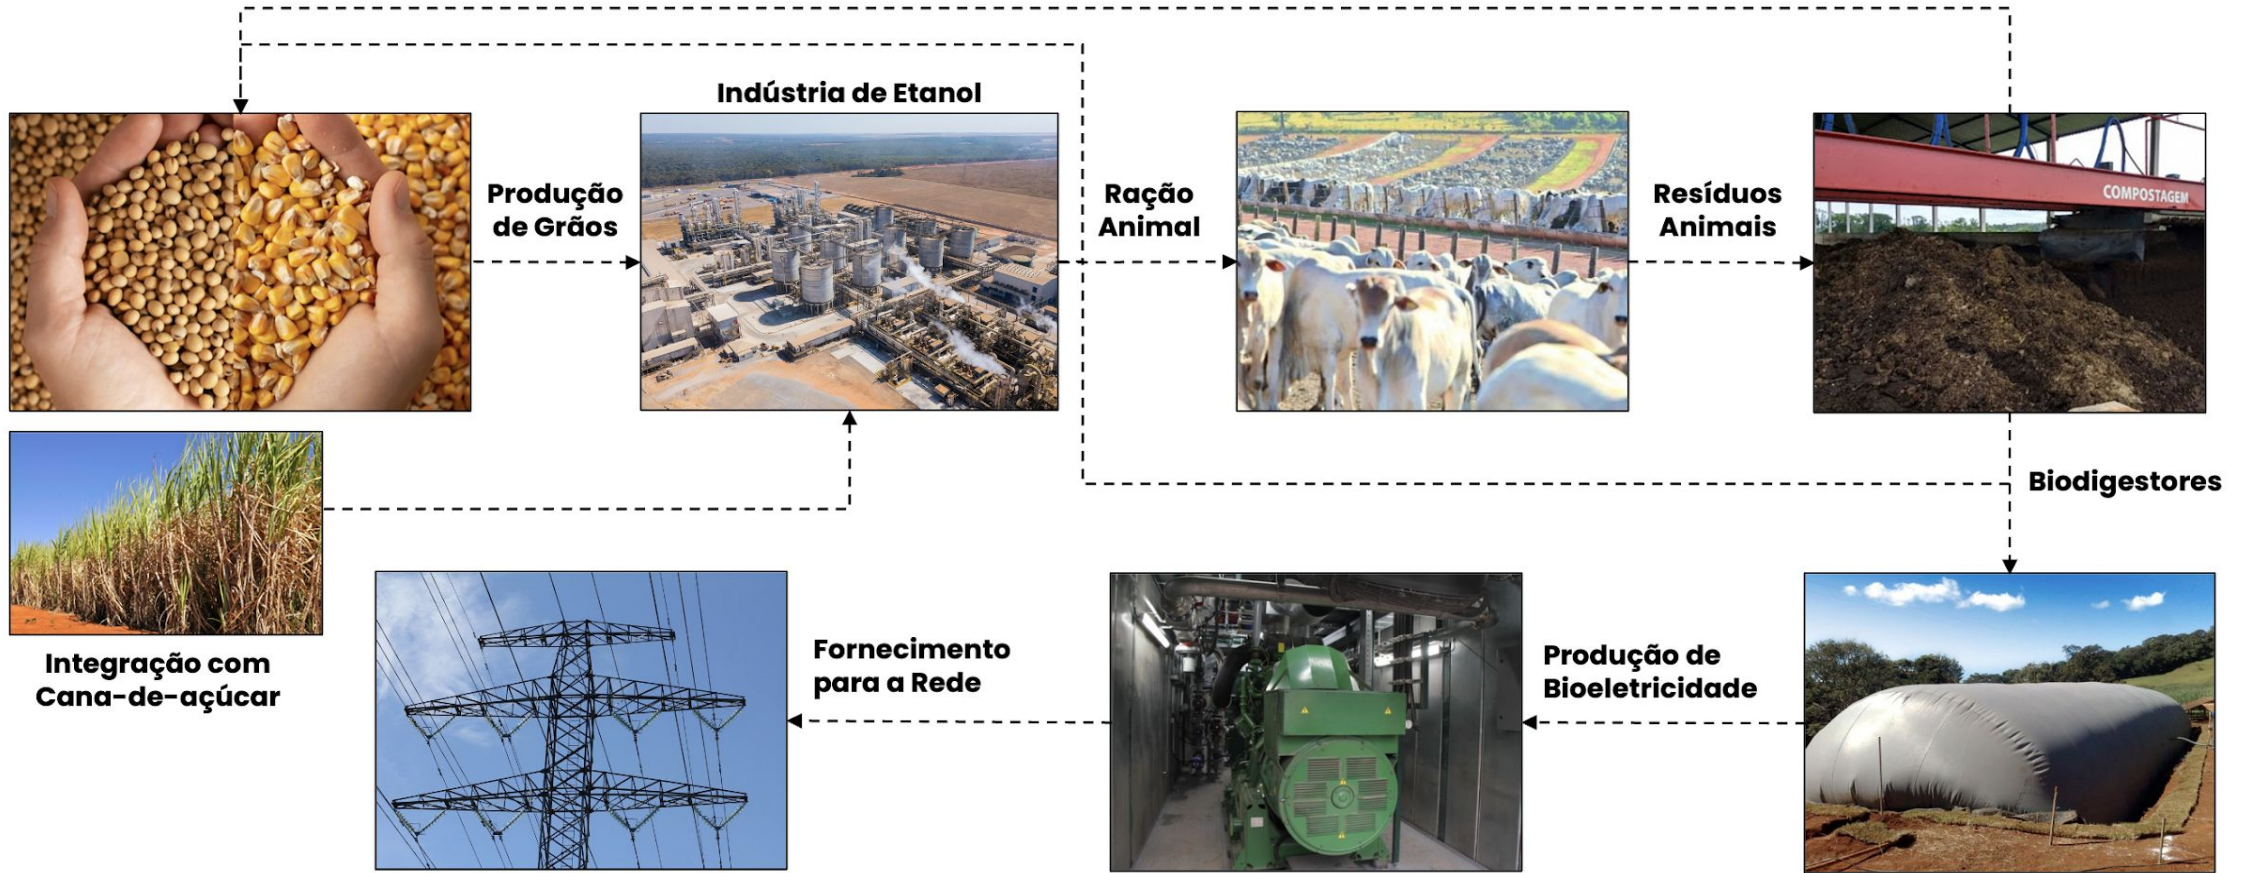 Indústria de Etanol
Produção
de Grãos
Ração
Animal
Resíduos
Animais
COMPOSTAGEM
Biodigestores
Integração com
Cana-de-açúcar
Fornecimento
para a Rede
Produção de
Bioeletricidade